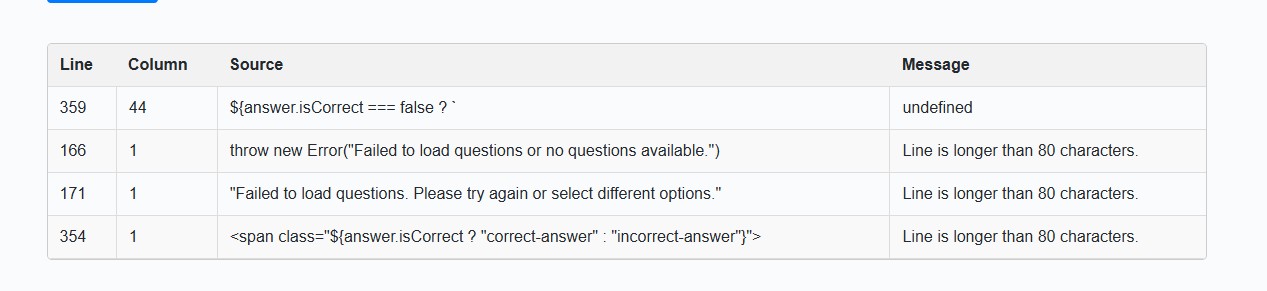 Line Column Source Message
359 44 ${answer.isCorrect === false ? ` undefined
166 1 throw new Error("Failed to load questions or no questions available.") Line is longer than 80 characters.
171 1 "Failed to load questions. Please try again or select different options." Line is longer than 80 characters.
354 1 <span class="${answer.isCorrect ? "correct-answer" : "incorrect-answer"}"> Line is longer than 80 characters.